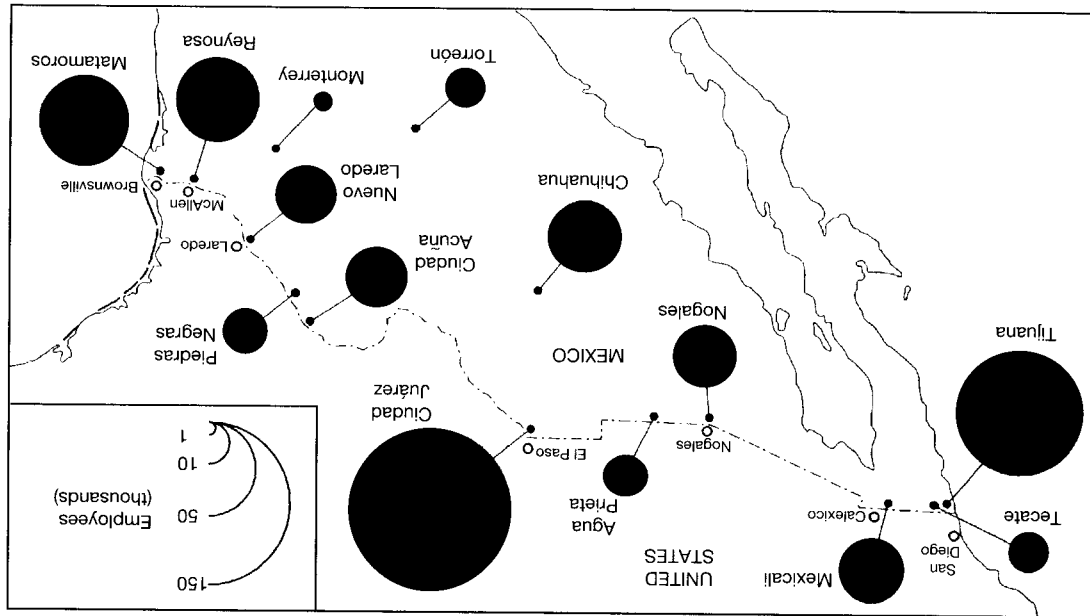 Tecate
San
Diego
Mexicali
Calexico
Tijuana
UNITED
STATES
Agua
Prieta
Nogales
El Paso
Ciudad
Juárez
150
50
10
1
Employees
(thousands)
MEXICO
Nogales
Chihuahua
Piedras
Negras
Ciudad
Acuña
Laredo
Nuevo
Laredo
McAllen
Brownsville
Torreón
Monterrey
Reynosa
Matamoros